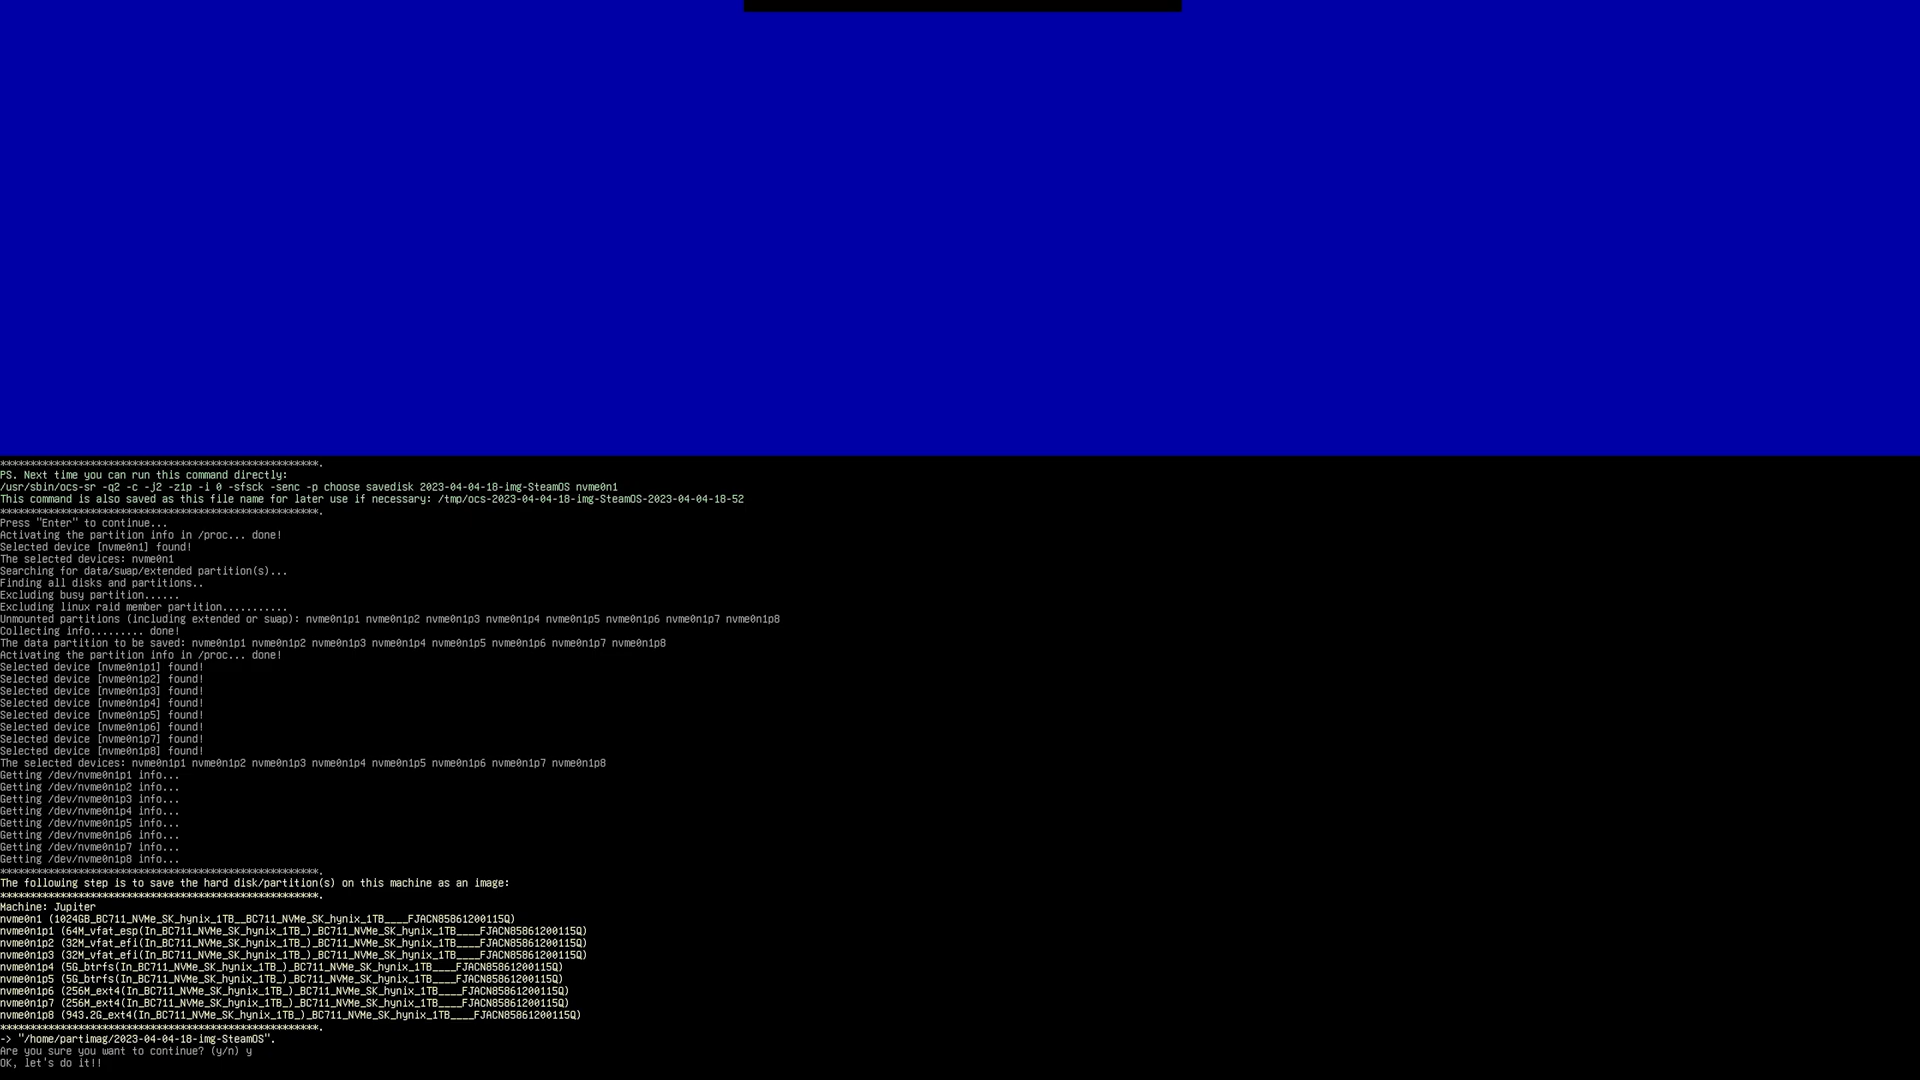 *****************************************************.
PS. Next time you can run this command directly:
/usr/sbin/ocs-sr -q2 -c -j2 -z1p -i 0 -sfsck -senc -p choose savedisk 2023-04-04-18-img-SteamOS nvme0n1
This command is also saved as this file name for later use if necessary: /tmp/ocs-2023-04-04-18-img-SteamOS-2023-04-04-18-52
*****************************************************.
Press "Enter" to continue...
Activating the partition info in /proc... done!
Selected device [nvme0n1] found!
The selected devices: nvme0n1
Searching for data/swap/extended partition(s)...
Finding all disks and partitions..
Excluding busy partition......
Excluding linux raid member partition...........
Unmounted partitions (including extended or swap): nvme0n1p1 nvme0n1p2 nvme0n1p3 nvme0n1p4 nvme0n1p5 nvme0n1p6 nvme0n1p7 nvme0n1p8
Collecting info......... done!
The data partition to be saved: nvme0n1p1 nvme0n1p2 nvme0n1p3 nvme0n1p4 nvme0n1p5 nvme0n1p6 nvme0n1p7 nvme0n1p8
Activating the partition info in /proc... done!
Selected device [nvme0n1p1] found!
Selected device [nvme0n1p2] found!
Selected device [nvme0n1p3] found!
Selected device [nvme0n1p4] found!
Selected device [nvme0n1p5] found!
Selected device [nvme0n1p6] found!
Selected device [nvme0n1p7] found!
Selected device [nvme0n1p8] found!
The selected devices: nvme0n1p1 nvme0n1p2 nvme0n1p3 nvme0n1p4 nvme0n1p5 nvme0n1p6 nvme0n1p7 nvme0n1p8
Getting /dev/nvme0n1p1 info...
Getting /dev/nvme0n1p2 info...
Getting /dev/nvme0n1p3 info...
Getting /dev/nvme0n1p4 info...
Getting /dev/nvme0n1p5 info...
Getting /dev/nvme0n1p6 info...
Getting /dev/nvme0n1p7 info...
Getting /dev/nvme0n1p8 info...
*****************************************************.
The following step is to save the hard disk/partition(s) on this machine as an image:
*****************************************************.
Machine: Jupiter
nvme0n1 (1024GB_BC711_NVMe_SK_hynix_1TB__BC711_NVMe_SK_hynix_1TB____FJACN85861200115Q)
nvme0n1p1 (64M_vfat_esp(In_BC711_NVMe_SK_hynix_1TB_)_BC711_NVMe_SK_hynix_1TB____FJACN85861200115Q)
nvme0n1p2 (32M_vfat_efi(In_BC711_NVMe_SK_hynix_1TB_)_BC711_NVMe_SK_hynix_1TB____FJACN85861200115Q)
nvme0n1p3 (32M_vfat_efi(In_BC711_NVMe_SK_hynix_1TB_)_BC711_NVMe_SK_hynix_1TB____FJACN85861200115Q)
nvme0n1p4 (5G_btrfs(In_BC711_NVMe_SK_hynix_1TB_)_BC711_NVMe_SK_hynix_1TB____FJACN85861200115Q)
nvme0n1p5 (5G_btrfs(In_BC711_NVMe_SK_hynix_1TB_)_BC711_NVMe_SK_hynix_1TB____FJACN85861200115Q)
nvme0n1p6 (256M_ext4(In_BC711_NVMe_SK_hynix_1TB_)_BC711_NVMe_SK_hynix_1TB____FJACN85861200115Q)
nvme0n1p7 (256M_ext4(In_BC711_NVMe_SK_hynix_1TB_)_BC711_NVMe_SK_hynix_1TB____FJACN85861200115Q)
nvme0n1p8 (943.2G_ext4(In_BC711_NVMe_SK_hynix_1TB_)_BC711_NVMe_SK_hynix_1TB____FJACN85861200115Q)
*****************************************************.
-> "/home/partimag/2023-04-04-18-img-SteamOS".
Are you sure you want to continue? (y/n) y
OK, let's do it!!